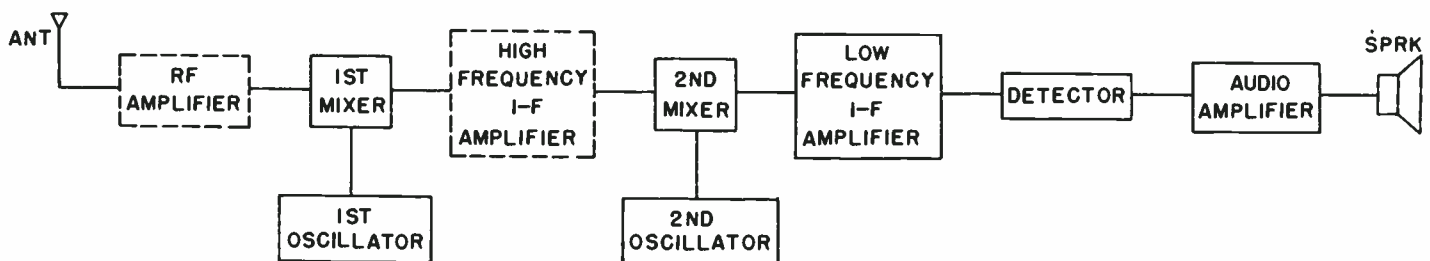 ANT
RF
AMPLIFIER
1ST
MIXER
HIGH
FREQUENCY
I-F
AMPLIFIER
2ND
MIXER
LOW
FREQUENCY
I-F
AMPLIFIER
DETECTOR
AUDIO
AMPLIFIER
SPRK
1ST
OSCILLATOR
2ND
OSCILLATOR